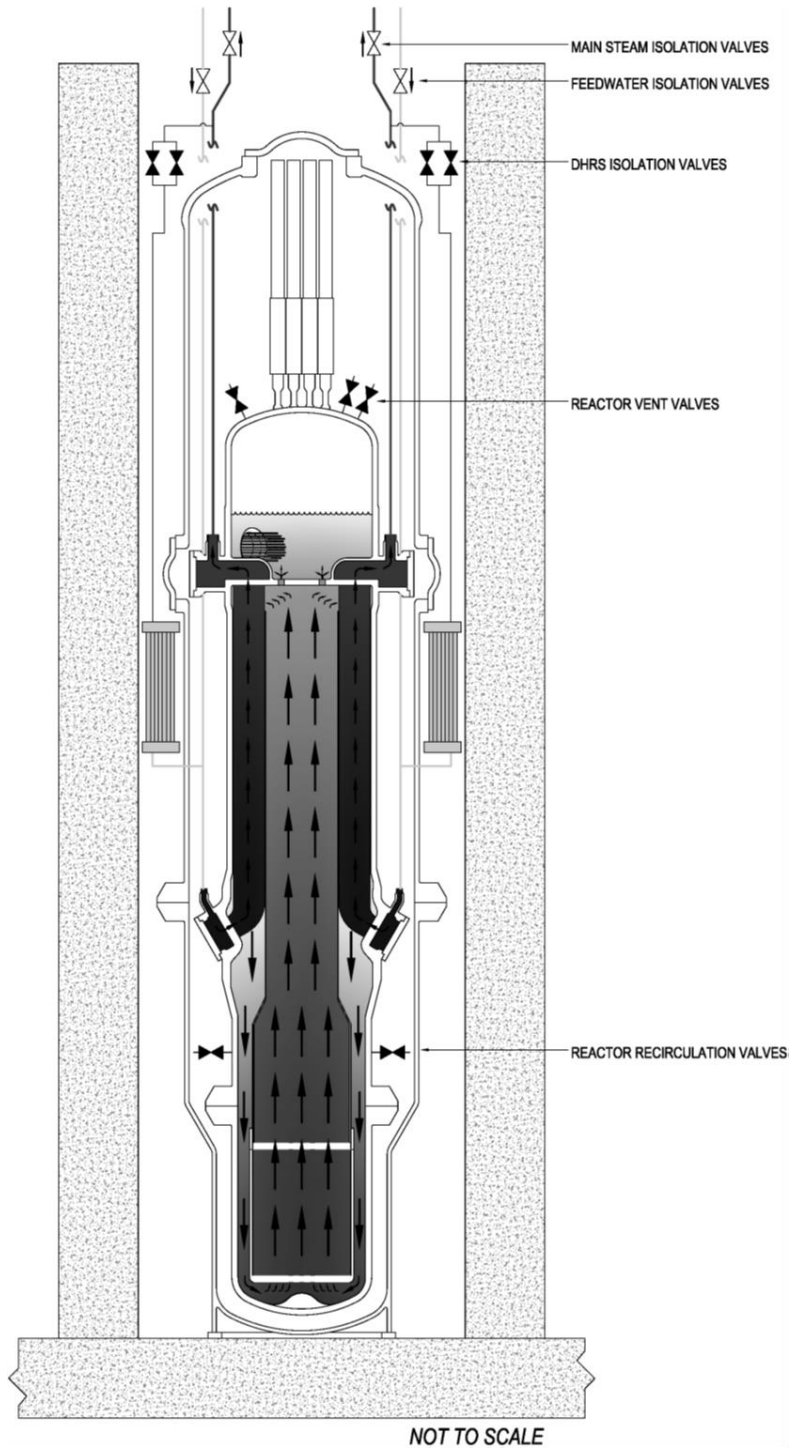 MAIN STEAM ISOLATION VALVES
FEEDWATER ISOLATION VALVES
DHRS ISOLATION VALVES
REACTOR VENT VALVES
REACTOR RECIRCULATION VALVES
NOT TO SCALE